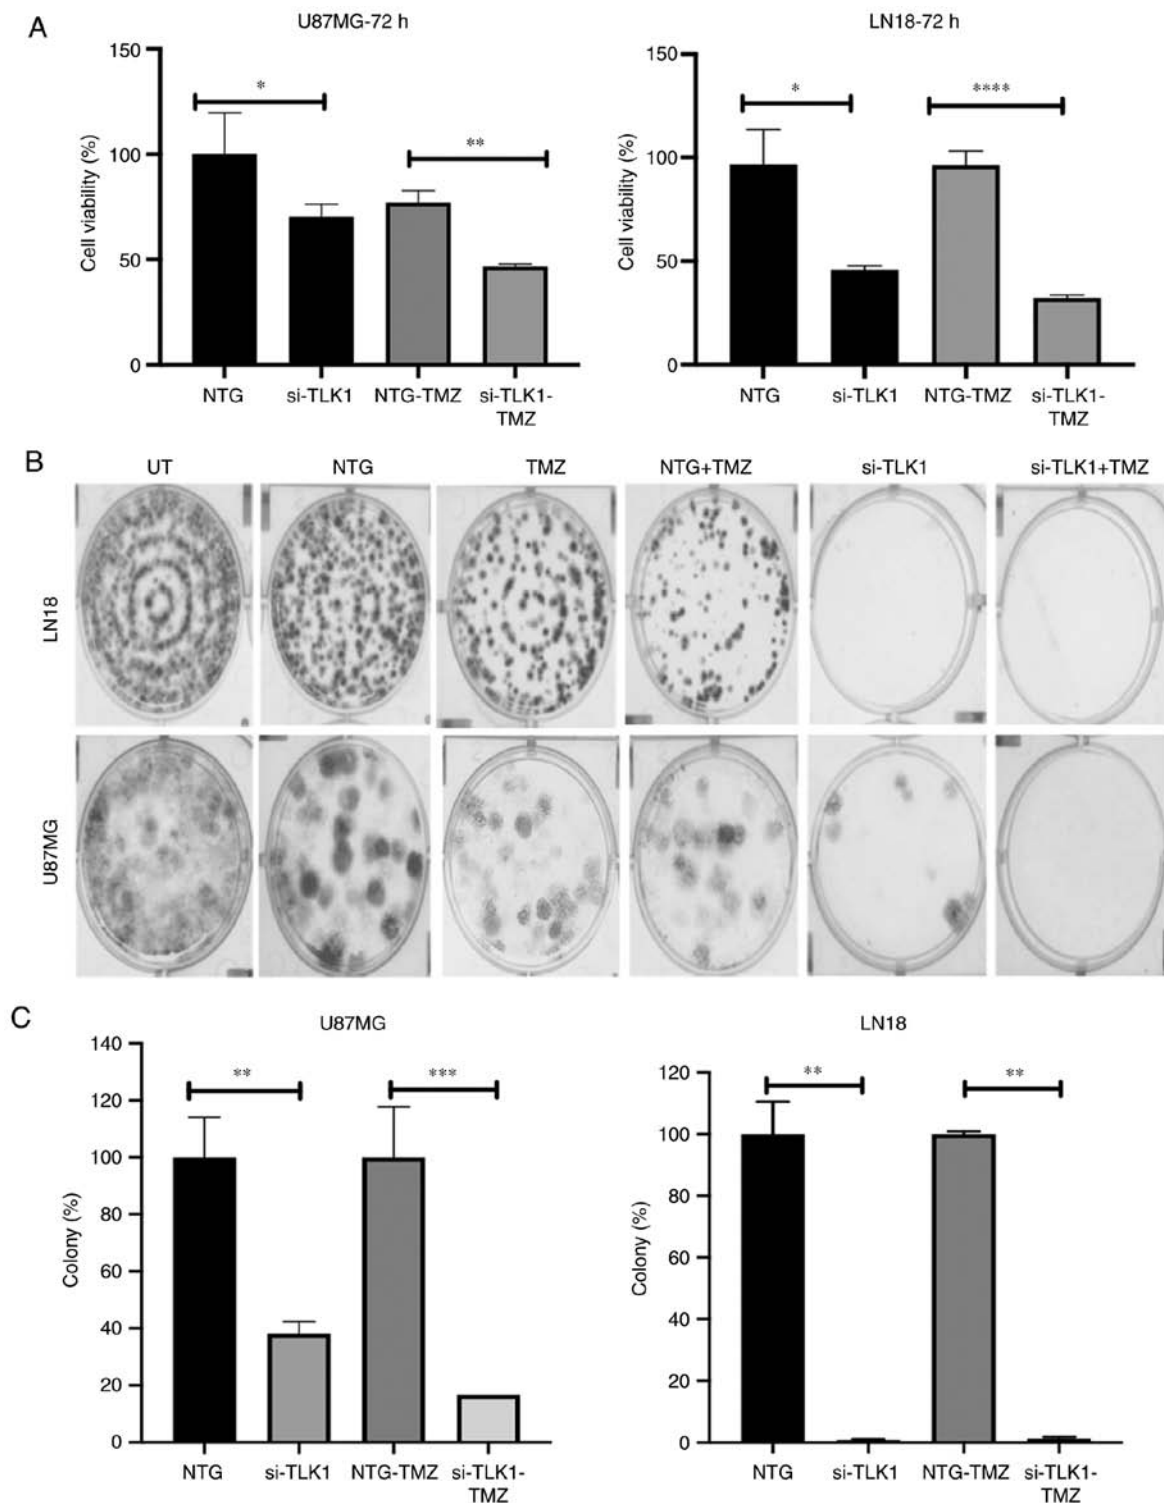 A
U87MG-72 h
LN18-72 h
Cell viability (%)
150
100
50
0
*
**
NTG
si-TLK1
NTG-TMZ
si-TLK1-
TMZ
Cell viability (%)
150
100
50
0
*
****
NTG
si-TLK1
NTG-TMZ
si-TLK1-
TMZ
B
UT
NTG
TMZ
NTG+TMZ
si-TLK1
si-TLK1+TMZ
LN18
U87MG
C
U87MG
LN18
Colony (%)
140
120
100
80
60
40
20
0
**
***
NTG
si-TLK1
NTG-TMZ
si-TLK1-
TMZ
Colony (%)
120
100
80
60
40
20
0
**
**
NTG
si-TLK1
NTG-TMZ
si-TLK1-
TMZ